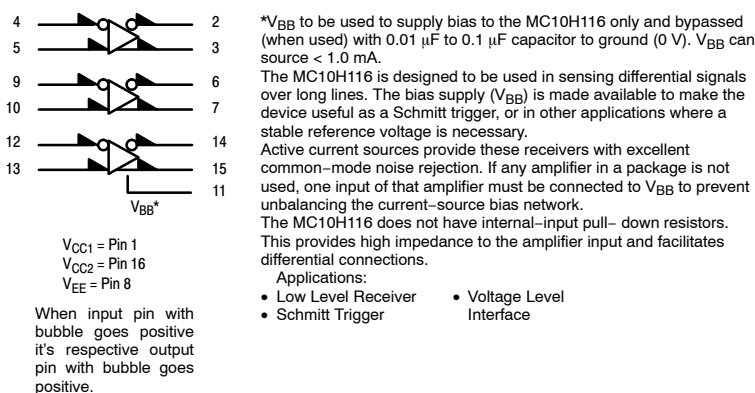 4 2
5 3
9 6
10 7
12 14
13 15
11
VBB*
VCC1 = Pin 1
VCC2 = Pin 16
VEE = Pin 8
When input pin with
bubble goes positive
it's respective output
pin with bubble goes
positive.
*VBB to be used to supply bias to the MC10H116 only and bypassed
(when used) with 0.01 μF to 0.1 μF capacitor to ground (0 V). VBB can
source < 1.0 mA.
The MC10H116 is designed to be used in sensing differential signals
over long lines. The bias supply (VBB) is made available to make the
device useful as a Schmitt trigger, or in other applications where a
stable reference voltage is necessary.
Active current sources provide these receivers with excellent
common−mode noise rejection. If any amplifier in a package is not
used, one input of that amplifier must be connected to VBB to prevent
unbalancing the current−source bias network.
The MC10H116 does not have internal−input pull− down resistors.
This provides high impedance to the amplifier input and facilitates
differential connections.
Applications:
• Low Level Receiver
• Schmitt Trigger
• Voltage Level
Interface